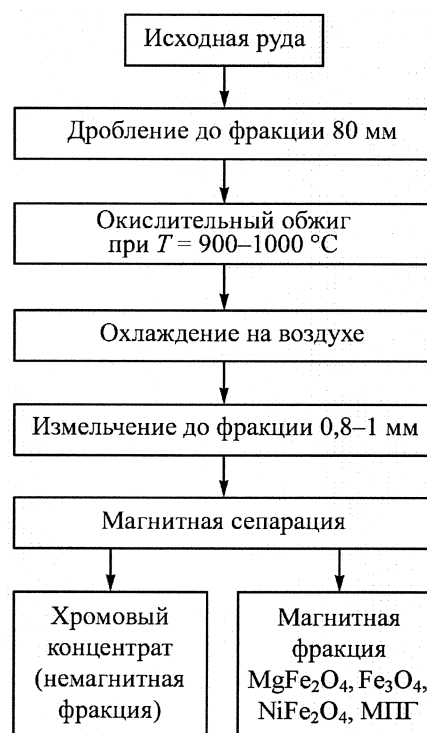 Исходная руда
Дробление до фракции 80 мм
Окислительный обжиг
при T = 900–1000 °C
Охлаждение на воздухе
Измельчение до фракции 0,8–1 мм
Магнитная сепарация
Хромовый
концентрат
(немагнитная
фракция)
Магнитная
фракция
MgFe₂O₄, Fe₃O₄,
NiFe₂O₄, МПГ